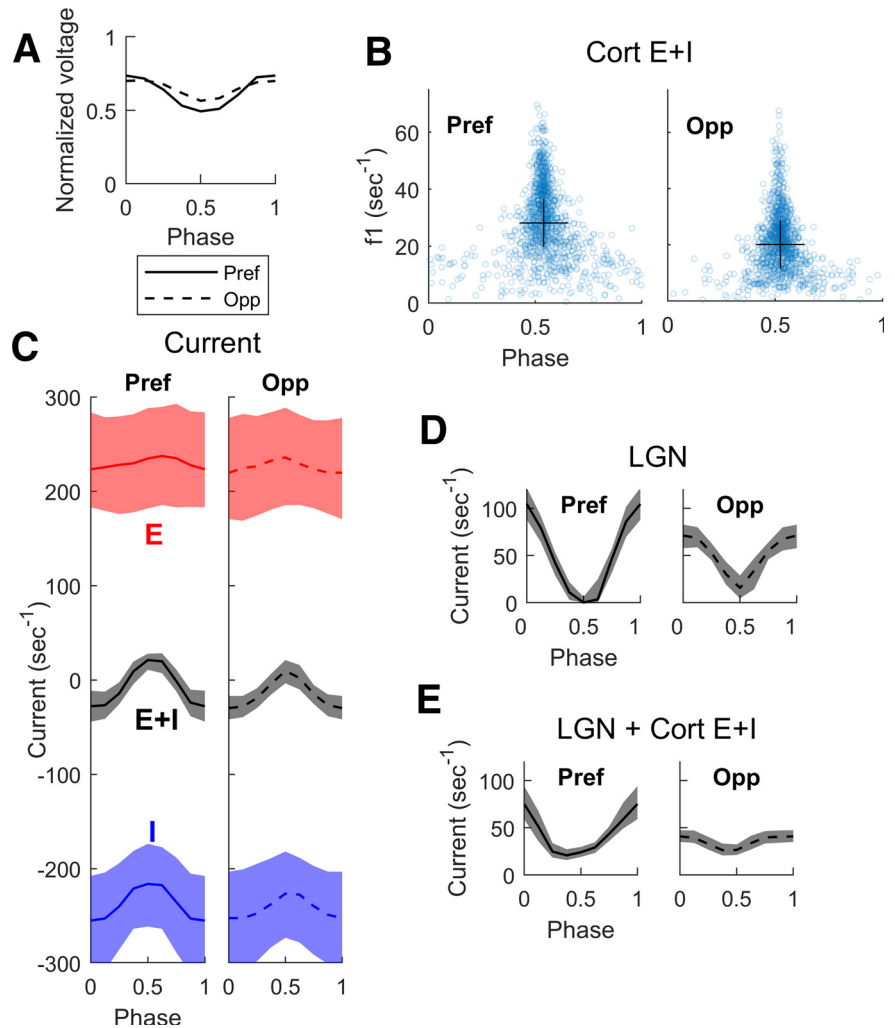 A
Normalized voltage
1
0.5
0
0 0.5 1
Phase
Pref
Opp
B
Cort E+I
Pref
Opp
f1 (sec-1)
60
40
20
0
0 0.5 1
0 0.5 1
Phase
C
Current
Pref
Opp
Current (sec-1)
300
200
100
0
-100
-200
-300
E
E+I
I
0 0.5 1
0 0.5 1
Phase
D
LGN
Pref
Opp
Current (sec-1)
100
50
0
0 0.5 1
0 0.5 1
Phase
E
LGN + Cort E+I
Pref
Opp
Current (sec-1)
100
50
0
0 0.5 1
0 0.5 1
Phase